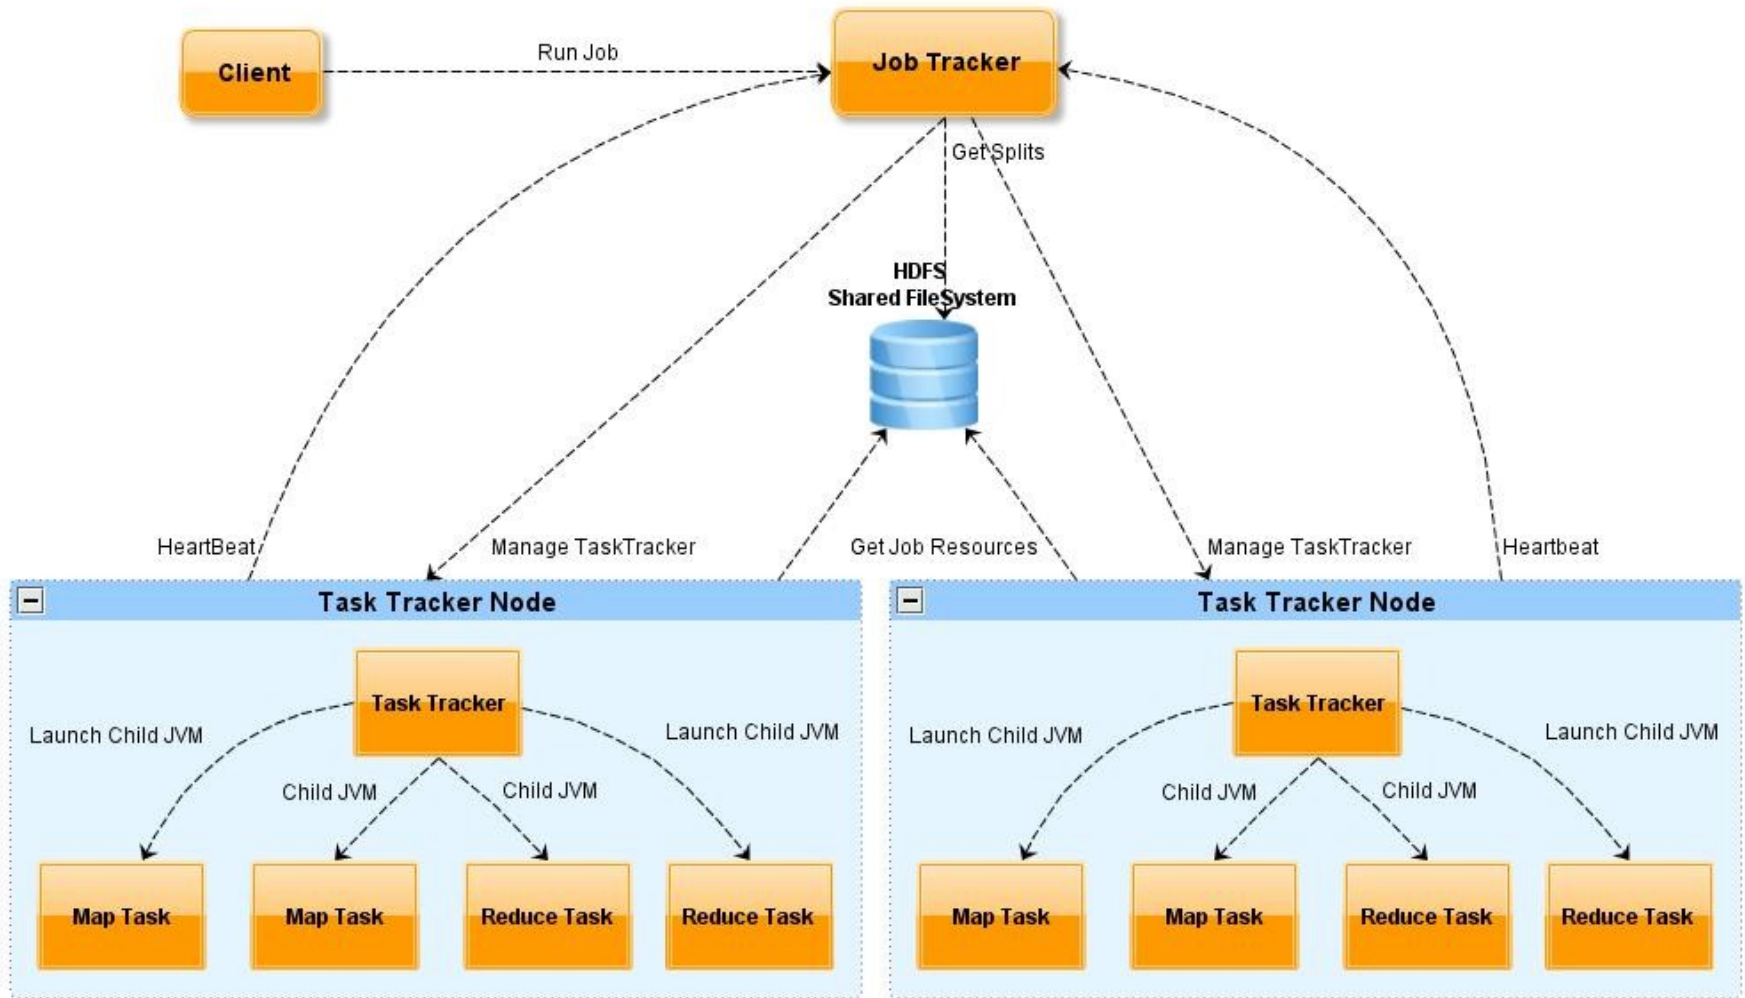 Client
Run Job
Job Tracker
Get Splits
HDFS
Shared FileSystem
HeartBeat
Manage TaskTracker
Get Job Resources
Manage TaskTracker
Heartbeat
Task Tracker Node
Task Tracker
Launch Child JVM
Launch Child JVM
Child JVM
Child JVM
Map Task
Map Task
Reduce Task
Reduce Task
Task Tracker Node
Task Tracker
Launch Child JVM
Launch Child JVM
Child JVM
Child JVM
Map Task
Map Task
Reduce Task
Reduce Task